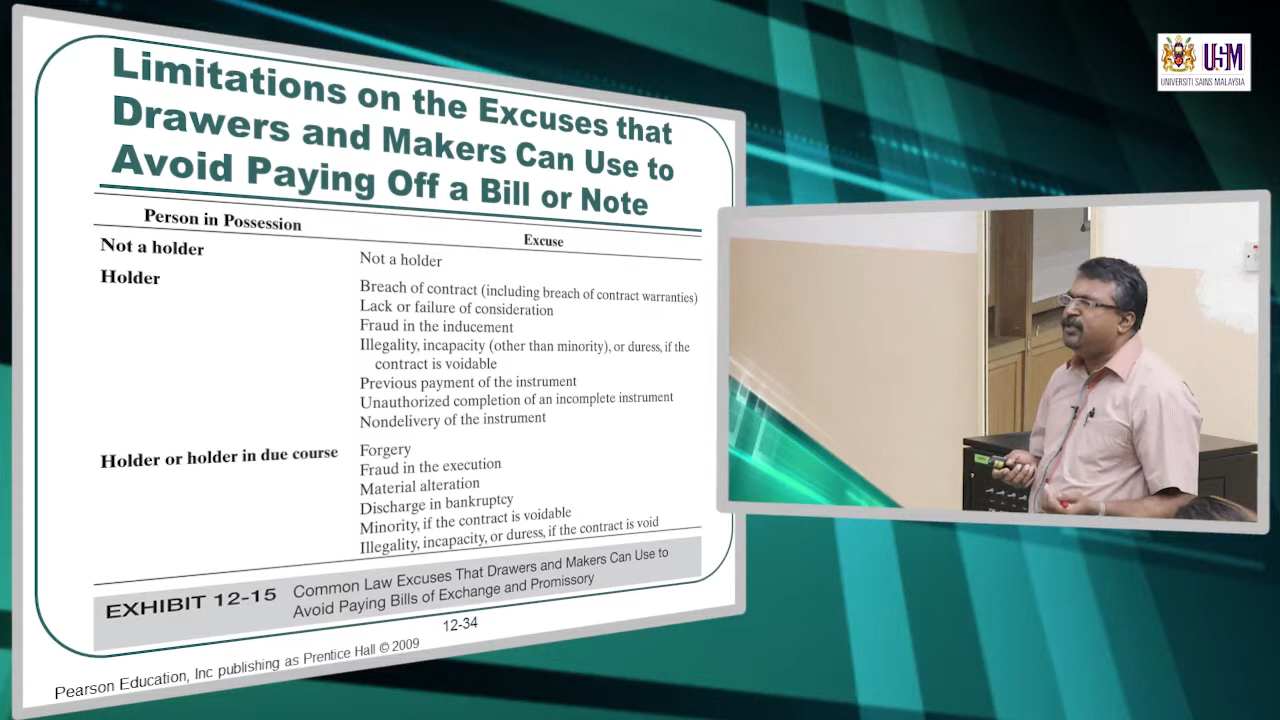 Limitations on the Excuses that
Drawers and Makers Can Use to
Avoid Paying Off a Bill or Note
Person in Possession Excuse
Not a holder Not a holder
Holder Breach of contract (including breach of contract warranties)
Lack or failure of consideration
Fraud in the inducement
Illegality, incapacity (other than minority), or duress, if the
contract is voidable
Previous payment of the instrument
Unauthorized completion of an incomplete instrument
Nondelivery of the instrument
Holder or holder in due course Forgery
Fraud in the execution
Material alteration
Discharge in bankruptcy
Minority, if the contract is voidable
Illegality, incapacity, or duress, if the contract is void
EXHIBIT 12-15 Common Law Excuses That Drawers and Makers Can Use to
Avoid Paying Bills of Exchange and Promissory
12-34
Pearson Education, Inc publishing as Prentice Hall © 2009
USM
UNIVERSITI SAINS MALAYSIA